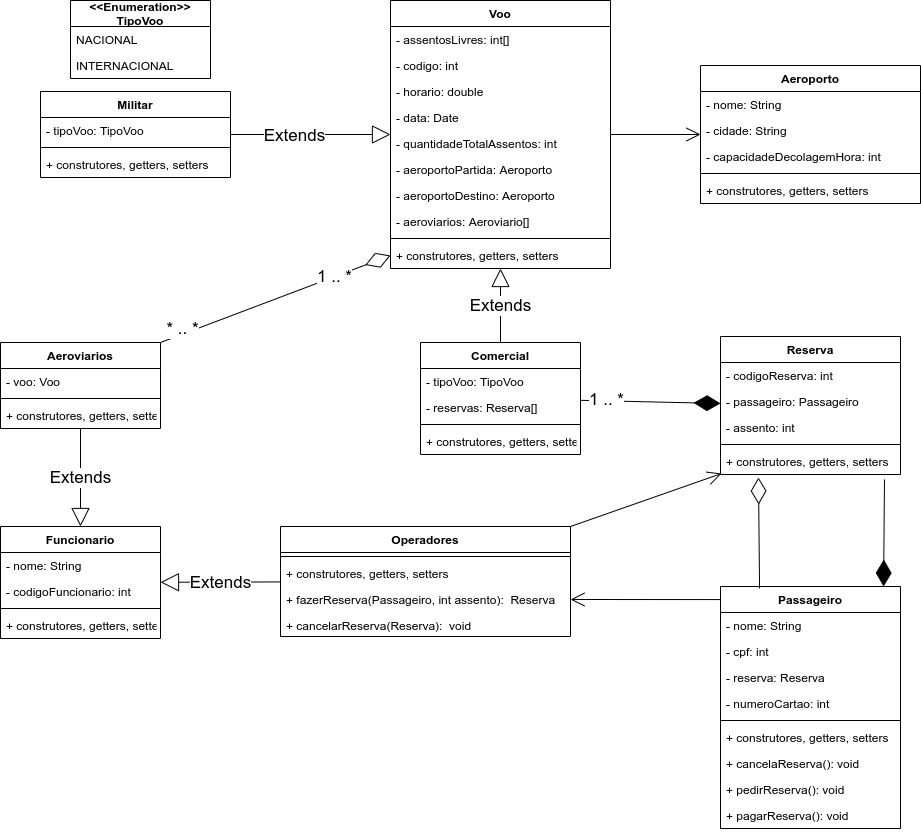 <<Enumeration>>
TipoVoo
NACIONAL
INTERNACIONAL
Militar
- tipoVoo: TipoVoo
+ construtores, getters, setters
Extends
Voo
- assentosLivres: int[]
- codigo: int
- horario: double
- data: Date
- quantidadeTotalAssentos: int
- aeroportoPartida: Aeroporto
- aeroportoDestino: Aeroporto
- aeroviarios: Aeroviario[]
+ construtores, getters, setters
Aeroporto
- nome: String
- cidade: String
- capacidadeDecolagemHora: int
+ construtores, getters, setters
1 .. *
* .. *
Extends
Aeroviarios
- voo: Voo
+ construtores, getters, sette
Comercial
- tipoVoo: TipoVoo
- reservas: Reserva[]
+ construtores, getters, sette
1 .. *
Reserva
- codigoReserva: int
- passageiro: Passageiro
- assento: int
+ construtores, getters, setters
Extends
Funcionario
- nome: String
- codigoFuncionario: int
+ construtores, getters, sette
Extends
Operadores
+ construtores, getters, setters
+ fazerReserva(Passageiro, int assento): Reserva
+ cancelarReserva(Reserva): void
Passageiro
- nome: String
- cpf: int
- reserva: Reserva
- numeroCartao: int
+ construtores, getters, setters
+ cancelaReserva(): void
+ pedirReserva(): void
+ pagarReserva(): void